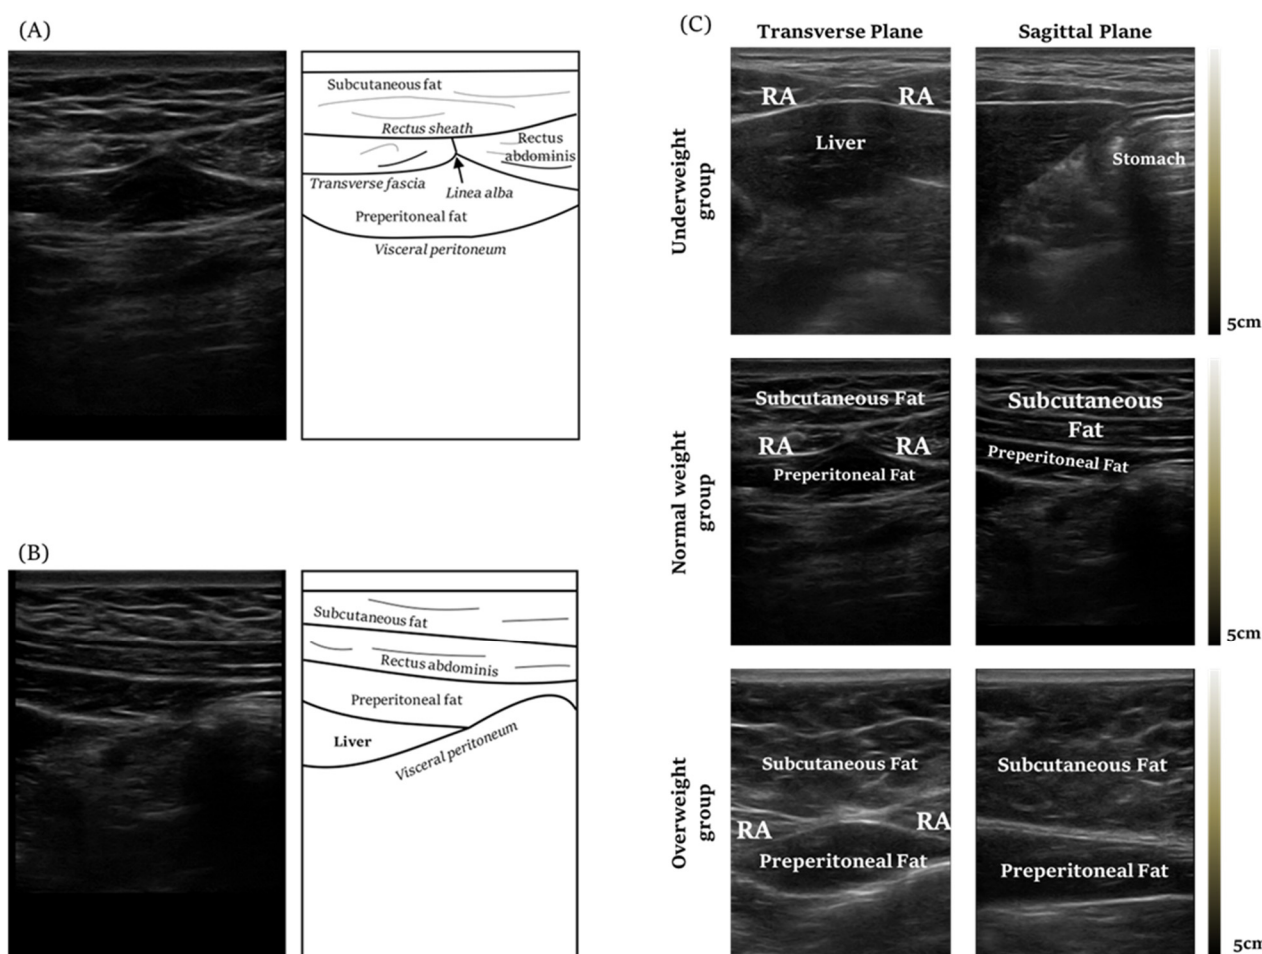 (A)
Subcutaneous fat
Rectus sheath
Rectus
abdominis
Transverse fascia
Linea alba
Preperitoneal fat
Visceral peritoneum
(B)
Subcutaneous fat
Rectus abdominis
Preperitoneal fat
Liver
Visceral peritoneum
(C)
Transverse Plane
Sagittal Plane
Underweight
group
RA
RA
Liver
Stomach
5cm
Normal weight
group
Subcutaneous Fat
RA
RA
Preperitoneal Fat
Subcutaneous
Fat
Preperitoneal Fat
5cm
Overweight
group
Subcutaneous Fat
RA
RA
Preperitoneal Fat
Subcutaneous Fat
Preperitoneal Fat
5cm